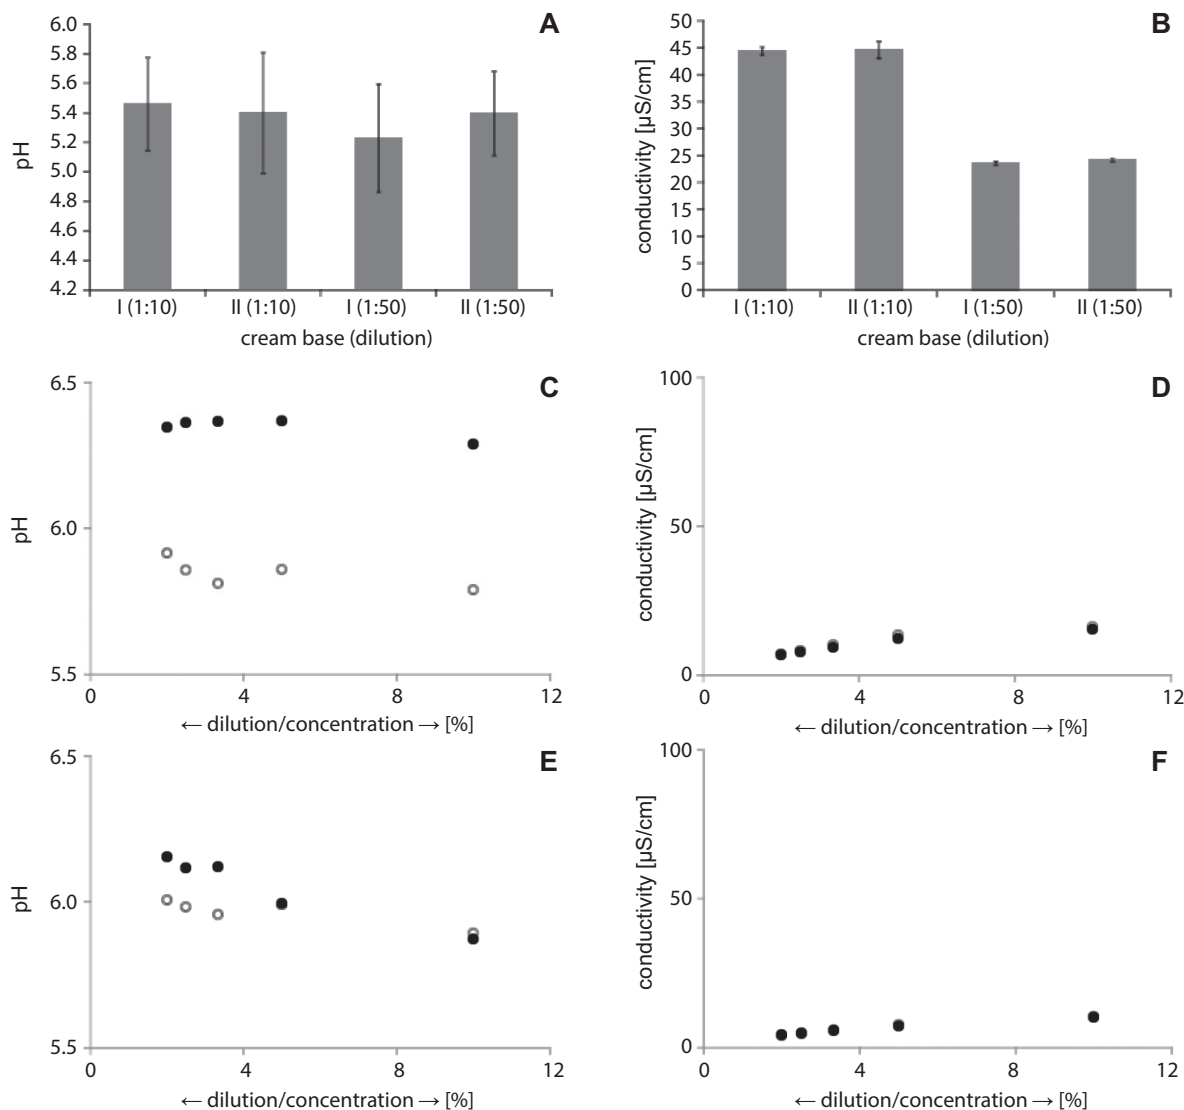 A
6.0
5.8
5.6
5.4
5.2
5.0
4.8
4.6
4.4
4.2
pH
I (1:10)
II (1:10)
I (1:50)
II (1:50)
cream base (dilution)
B
50
45
40
35
30
25
20
15
10
5
0
conductivity [µS/cm]
I (1:10)
II (1:10)
I (1:50)
II (1:50)
cream base (dilution)
C
6.5
6.0
5.5
pH
0 4 8 12
← dilution/concentration → [%]
D
100
50
0
conductivity [µS/cm]
0 4 8 12
← dilution/concentration → [%]
E
6.5
6.0
5.5
pH
0 4 8 12
← dilution/concentration → [%]
F
100
50
0
conductivity [µS/cm]
0 4 8 12
← dilution/concentration → [%]